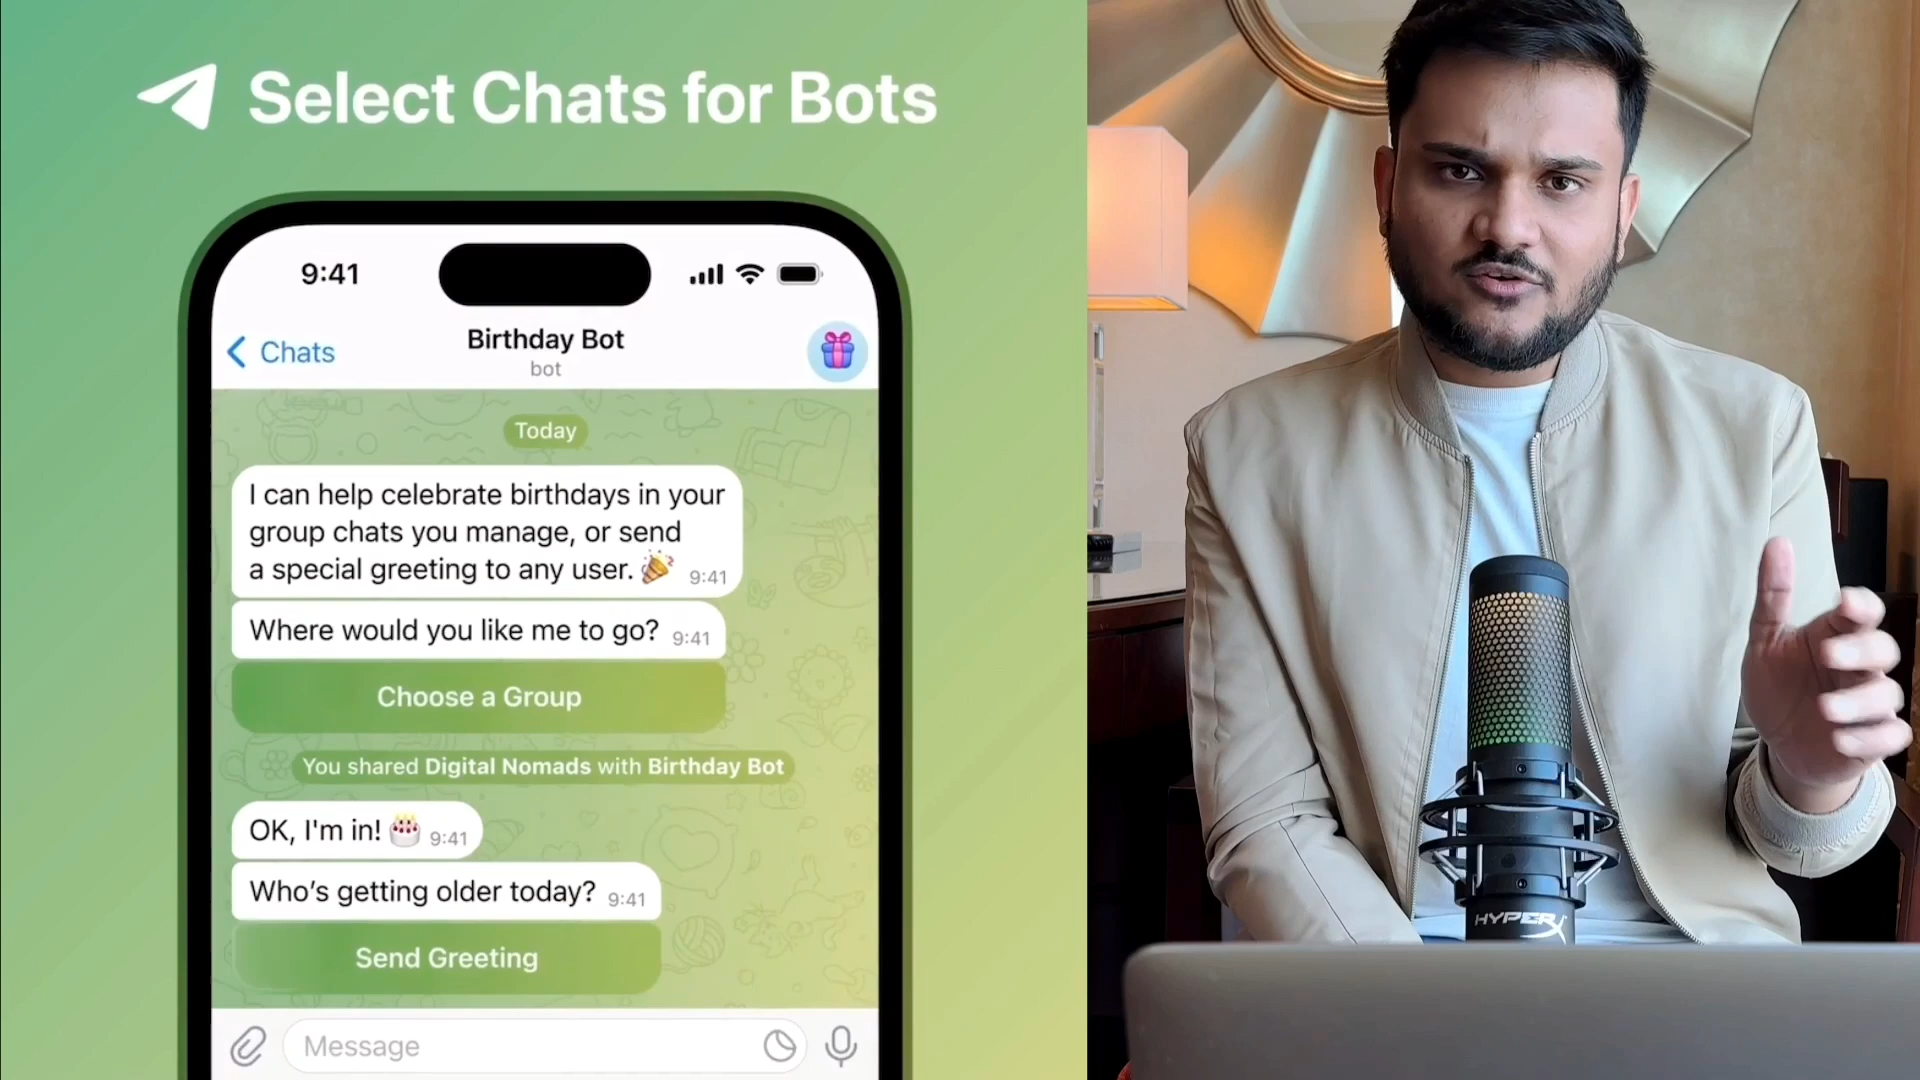 Select Chats for Bots
9:41
Chats
Birthday Bot
bot
Today
I can help celebrate birthdays in your
group chats you manage, or send
a special greeting to any user. 🎉 9:41
Where would you like me to go? 9:41
Choose a Group
You shared Digital Nomads with Birthday Bot
OK, I'm in! 🎂 9:41
Who's getting older today? 9:41
Send Greeting
Message
HYPERX